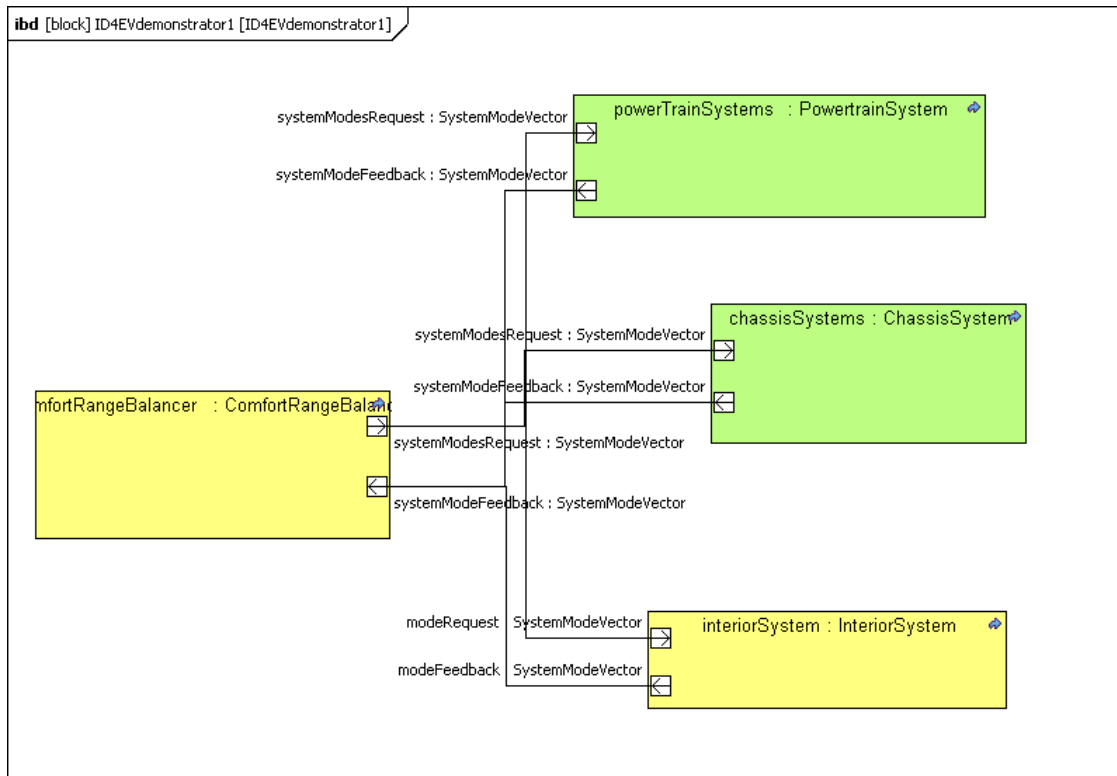 ibd [block] ID4EVdemonstrator1 [ID4EVdemonstrator1]
powerTrainSystems : PowertrainSystem
systemModesRequest : SystemModeVector
systemModeFeedback : SystemModeVector
chassisSystems : ChassisSystem
systemModesRequest : SystemModeVector
systemModeFeedback : SystemModeVector
mfortRangeBalancer : ComfortRangeBalanc
systemModesRequest : SystemModeVector
systemModeFeedback : SystemModeVector
modeRequest SystemModeVector
interiorSystem : InteriorSystem
modeFeedback SystemModeVector